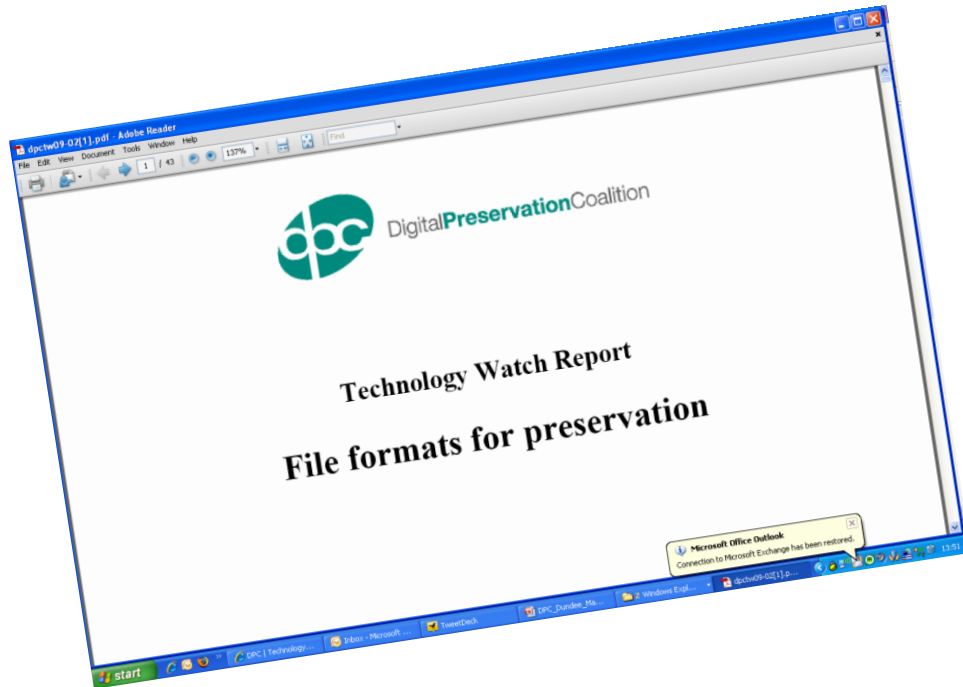 dpctw09-02[1].pdf - Adobe Reader
File Edit View Document Tools Window Help
1 / 43 137% Find
dpc DigitalPreservationCoalition
Technology Watch Report
File formats for preservation
Microsoft Office Outlook
Connection to Microsoft Exchange has been restored.
start DPC | Technology... Inbox - Microsoft ... TweetDeck DPC_Dundee_Ma... 2 Windows Expl... dpctw09-02[1].p... 13:51